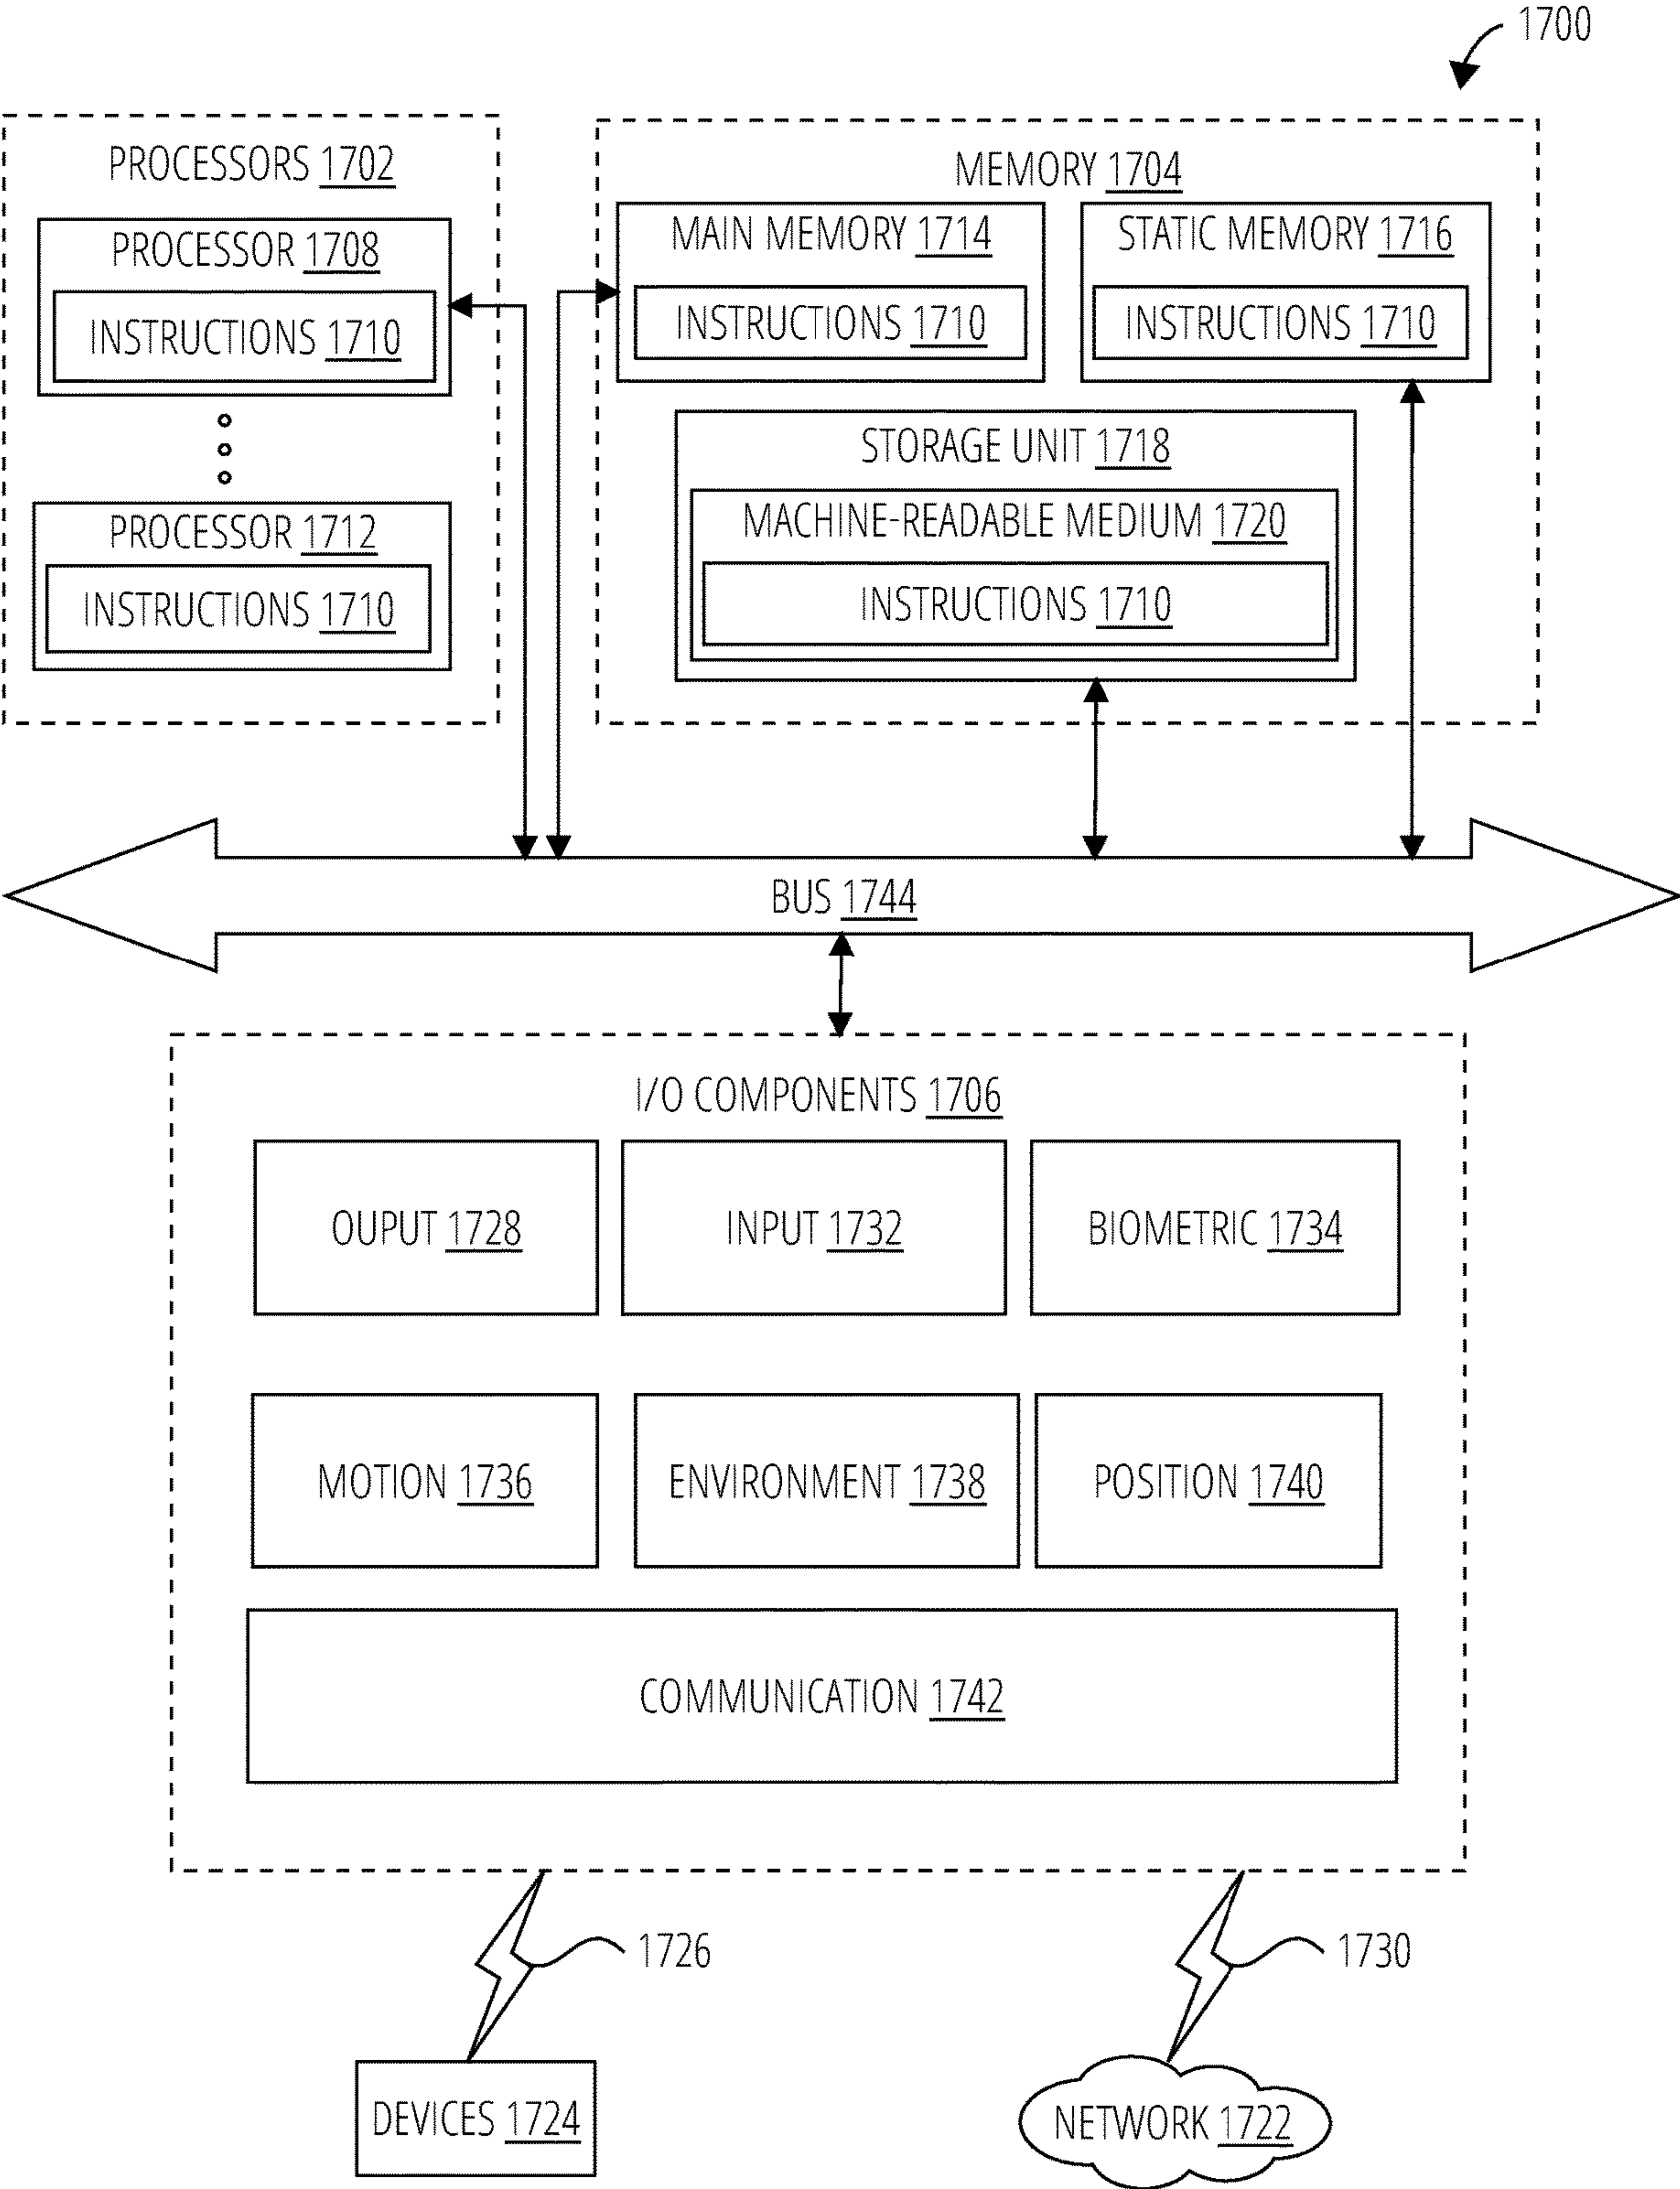 1700
PROCESSORS 1702
PROCESSOR 1708
INSTRUCTIONS 1710
PROCESSOR 1712
INSTRUCTIONS 1710
MEMORY 1704
MAIN MEMORY 1714
INSTRUCTIONS 1710
STATIC MEMORY 1716
INSTRUCTIONS 1710
STORAGE UNIT 1718
MACHINE-READABLE MEDIUM 1720
INSTRUCTIONS 1710
BUS 1744
I/O COMPONENTS 1706
OUPUT 1728
INPUT 1732
BIOMETRIC 1734
MOTION 1736
ENVIRONMENT 1738
POSITION 1740
COMMUNICATION 1742
1726
1730
DEVICES 1724
NETWORK 1722